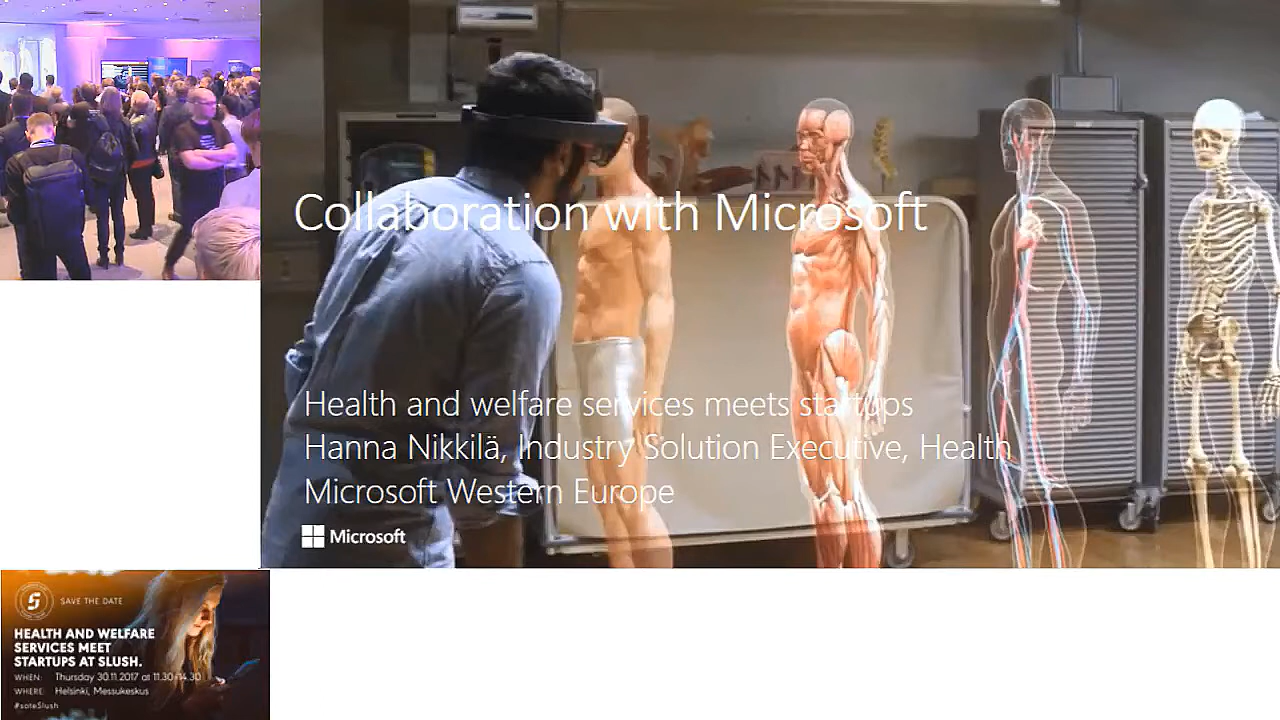 Collaboration with Microsoft
Health and welfare services meets startups
Hanna Nikkilä, Industry Solution Executive, Health
Microsoft Western Europe
Microsoft
SAVE THE DATE
HEALTH AND WELFARE
SERVICES MEET
STARTUPS AT SLUSH.
WHEN: Thursday 30.11.2017 at 11.30-14.30
WHERE: Helsinki, Messukeskus
#soteSlush